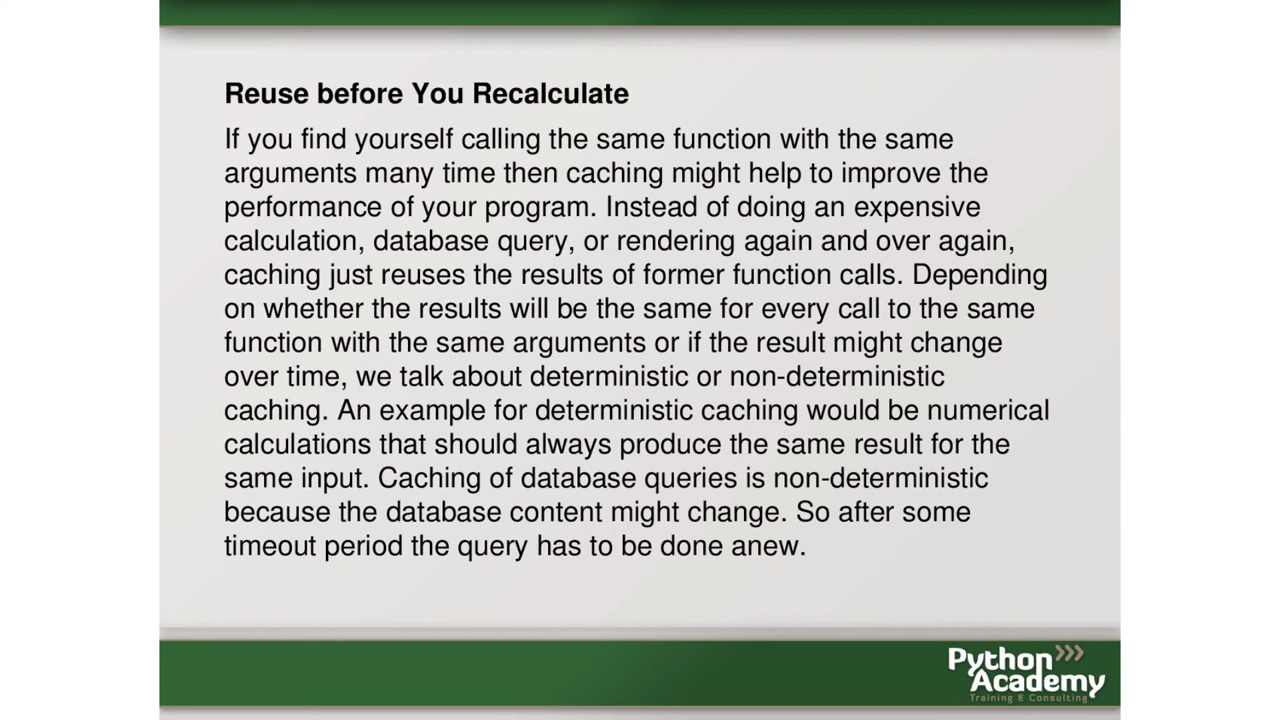 Reuse before You Recalculate
If you find yourself calling the same function with the same
arguments many time then caching might help to improve the
performance of your program. Instead of doing an expensive
calculation, database query, or rendering again and over again,
caching just reuses the results of former function calls. Depending
on whether the results will be the same for every call to the same
function with the same arguments or if the result might change
over time, we talk about deterministic or non-deterministic
caching. An example for deterministic caching would be numerical
calculations that should always produce the same result for the
same input. Caching of database queries is non-deterministic
because the database content might change. So after some
timeout period the query has to be done anew.
Python
Academy
Training & Consulting